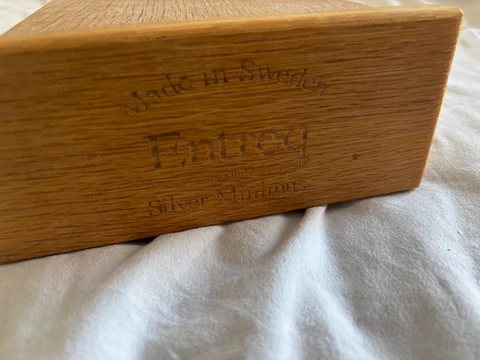 Made in Sweden
Entreq
Silver Minimus